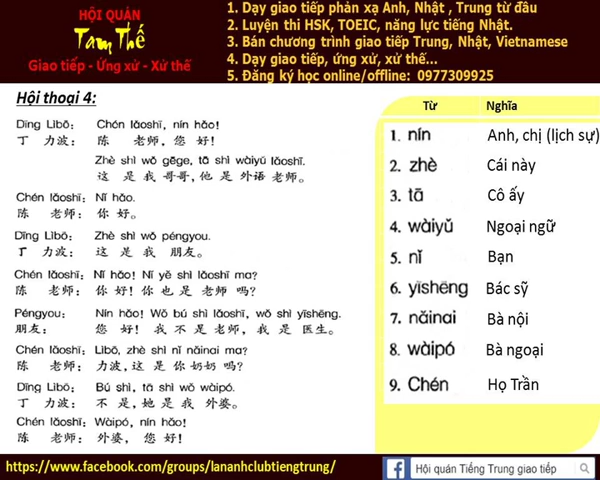 HỘI QUÁN
Tam Thế
Giao tiếp - Ứng xử - Xử thế
1. Dạy giao tiếp phản xạ Anh, Nhật , Trung từ đầu
2. Luyện thi HSK, TOEIC, năng lực tiếng Nhật.
3. Bán chương trình giao tiếp Trung, Nhật, Vietnamese
4. Dạy giao tiếp, ứng xử, xử thế...
5. Đăng ký học online/offline: 0977309925
Hội thoại 4:
Dīng Lìbō: Chén lǎoshī, nín hǎo!
丁 力波: 陈 老师, 您 好!
Zhè shì wǒ gēge, tā shì wàiyǔ lǎoshī.
这 是 我 哥哥, 他 是 外语 老师。
Chén lǎoshī: Nǐ hǎo.
陈 老师: 你 好。
Dīng Lìbō: Zhè shì wǒ péngyou.
丁 力波: 这 是 我 朋友。
Chén lǎoshī: Nǐ hǎo! Nǐ yě shì lǎoshī ma?
陈 老师: 你 好! 你 也 是 老师 吗?
Péngyou: Nín hǎo! Wǒ bú shì lǎoshī, wǒ shì yīshēng.
朋友: 您 好! 我 不 是 老师, 我 是 医生。
Chén lǎoshī: Lìbō, zhè shì nǐ nǎinai ma?
陈 老师: 力波, 这 是 你 奶奶 吗?
Dīng Lìbō: Bú shì, tā shì wǒ wàipó.
丁 力波: 不 是, 她 是 我 外婆。
Chén lǎoshī: Wàipó, nín hǎo!
陈 老师: 外婆, 您 好!
Từ Nghĩa
1. nín Anh, chị (lịch sự)
2. zhè Cái này
3. tā Cô ấy
4. wàiyǔ Ngoại ngữ
5. nǐ Bạn
6. yīshēng Bác sỹ
7. nǎinai Bà nội
8. wàipó Bà ngoại
9. Chén Họ Trần
https://www.facebook.com/groups/lananhclubtiengtrung/
Hội quán Tiếng Trung giao tiếp